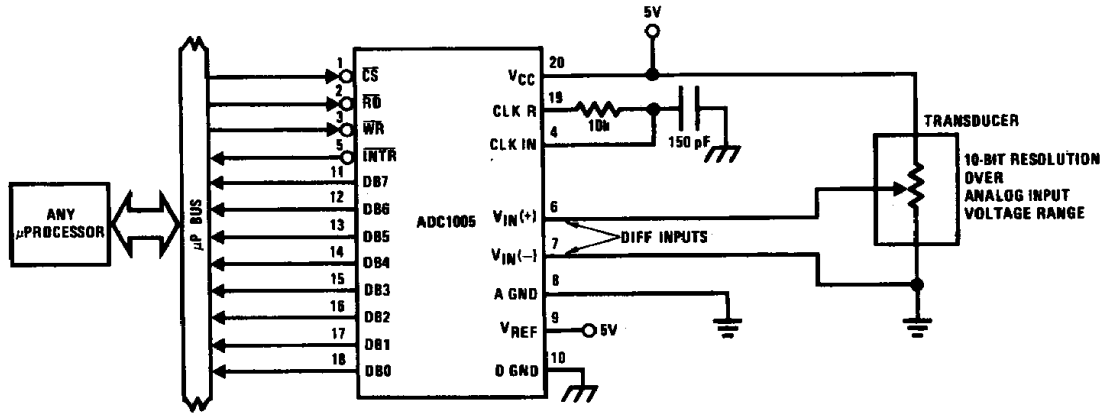 5V
1
CS
2
RD
3
WR
5
INTR
11
DB7
12
DB6
13
DB5
14
DB4
15
DB3
16
DB2
17
DB1
18
DB0
ANY
µPROCESSOR
µP BUS
ADC1005
VCC
20
CLK R
19
10k
CLK IN
4
150 pF
VIN(+)
6
DIFF INPUTS
VIN(−)
7
A GND
8
VREF
9
5V
D GND
10
TRANSDUCER
10-BIT RESOLUTION
OVER
ANALOG INPUT
VOLTAGE RANGE